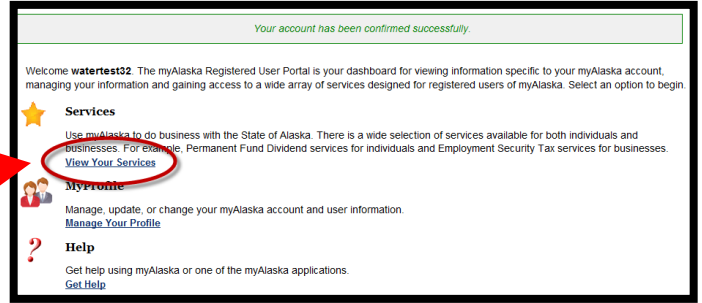 Your account has been confirmed successfully.
Welcome watertest32. The myAlaska Registered User Portal is your dashboard for viewing information specific to your myAlaska account,
managing your information and gaining access to a wide array of services designed for registered users of myAlaska. Select an option to begin.
Services
Use myAlaska to do business with the State of Alaska. There is a wide selection of services available for both individuals and
businesses. For example, Permanent Fund Dividend services for individuals and Employment Security Tax services for businesses.
View Your Services
MyProfile
Manage, update, or change your myAlaska account and user information.
Manage Your Profile
Help
Get help using myAlaska or one of the myAlaska applications.
Get Help